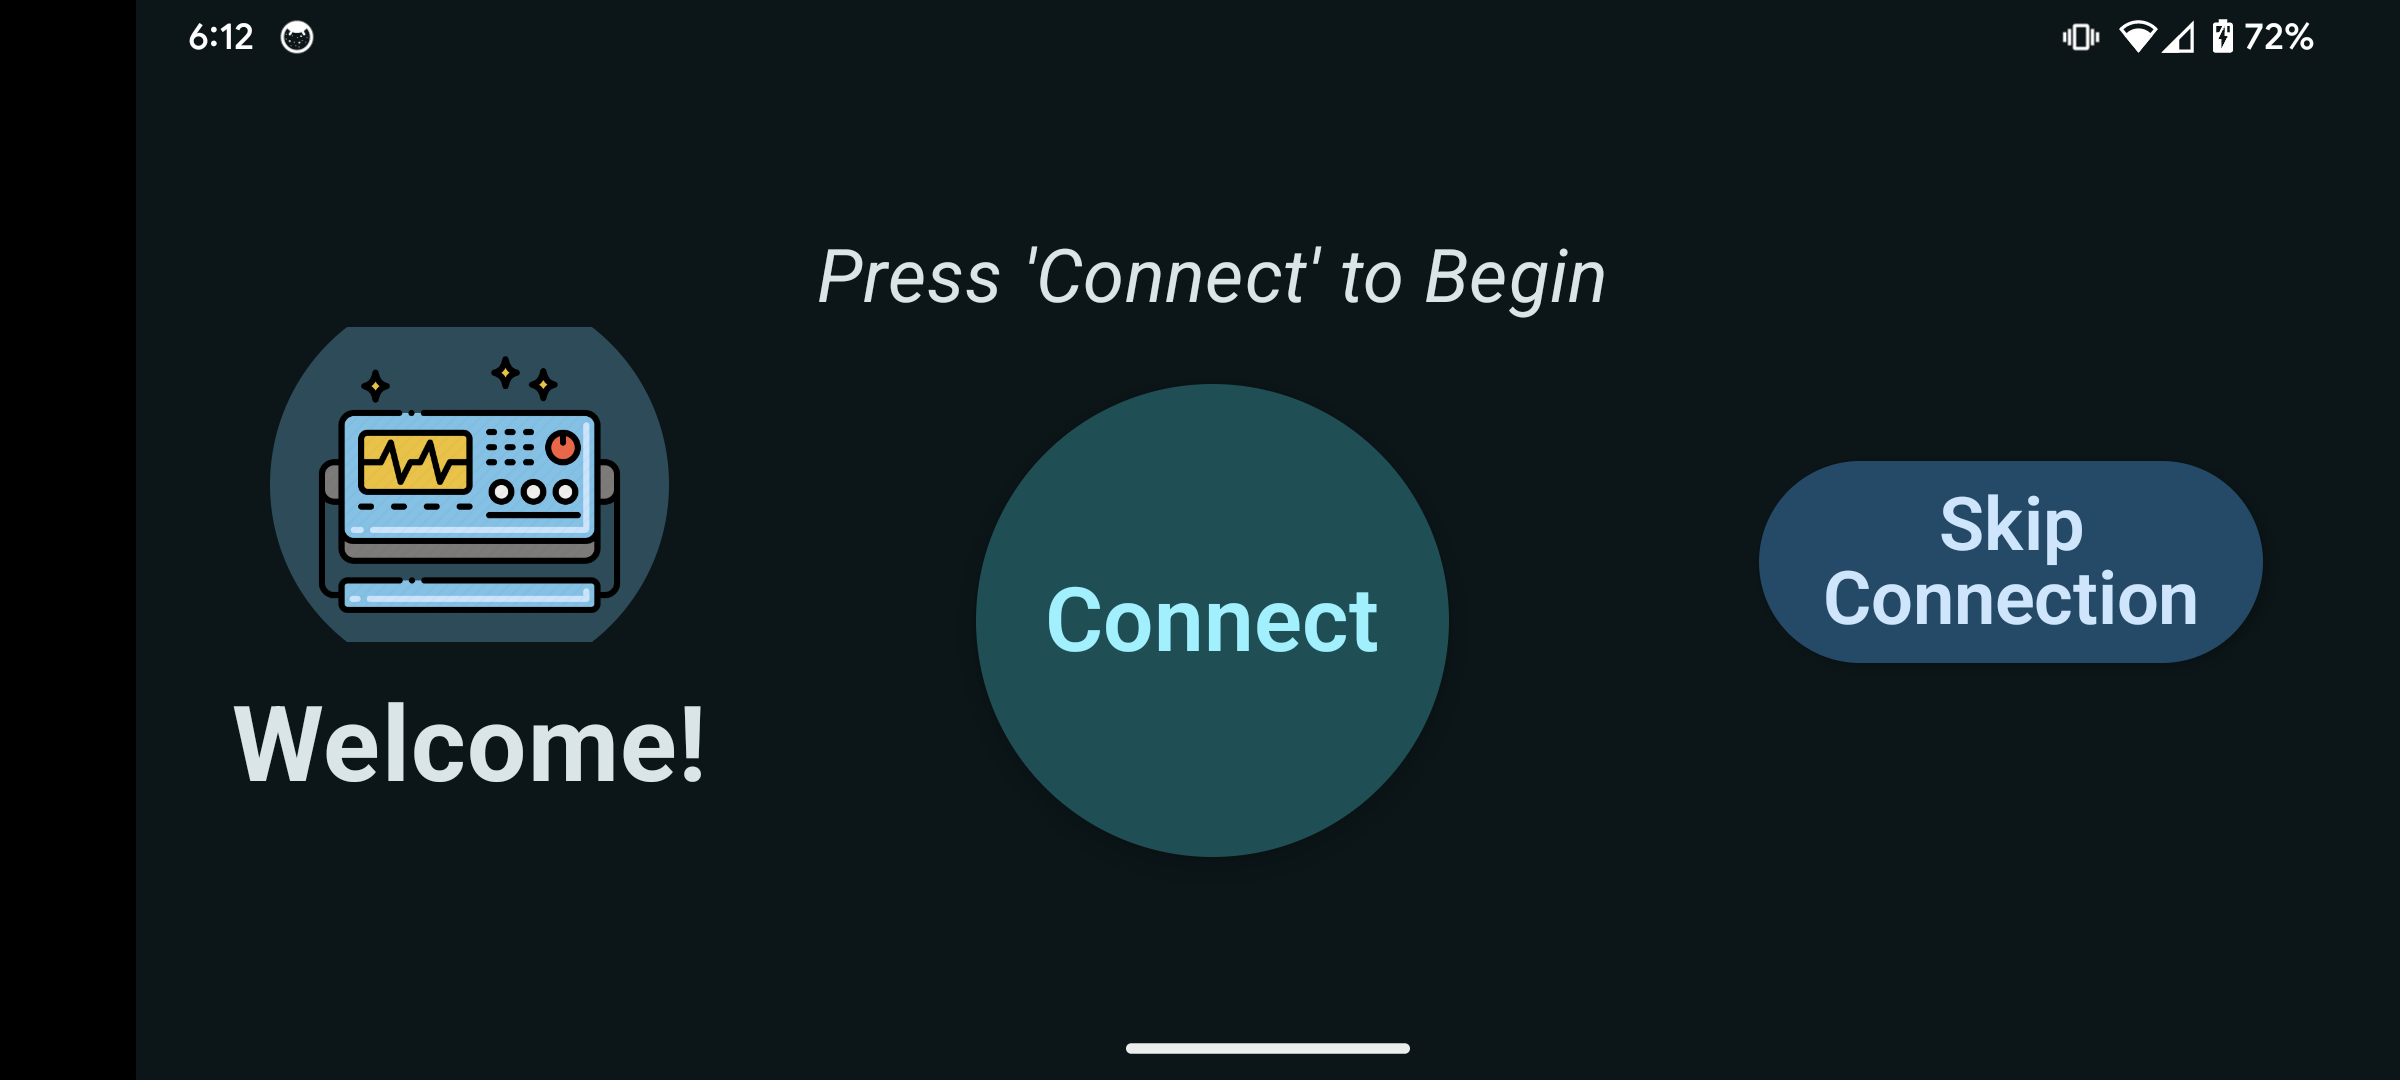 6:12
72%
Press 'Connect' to Begin
Welcome!
Connect
Skip
Connection